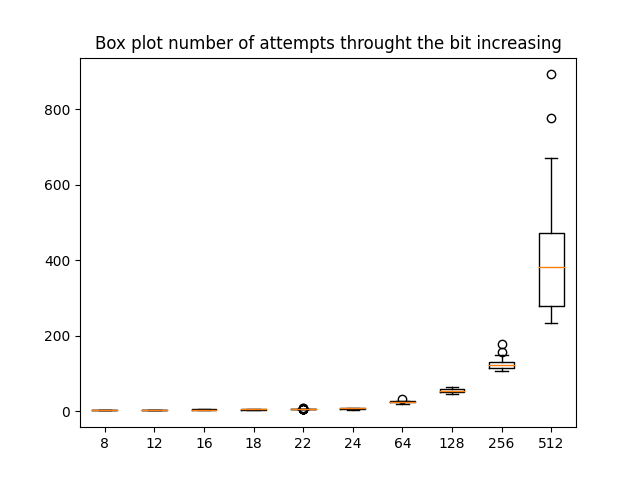 Box plot number of attempts throught the bit increasing
800
600
400
200
0
8 12 16 18 22 24 64 128 256 512